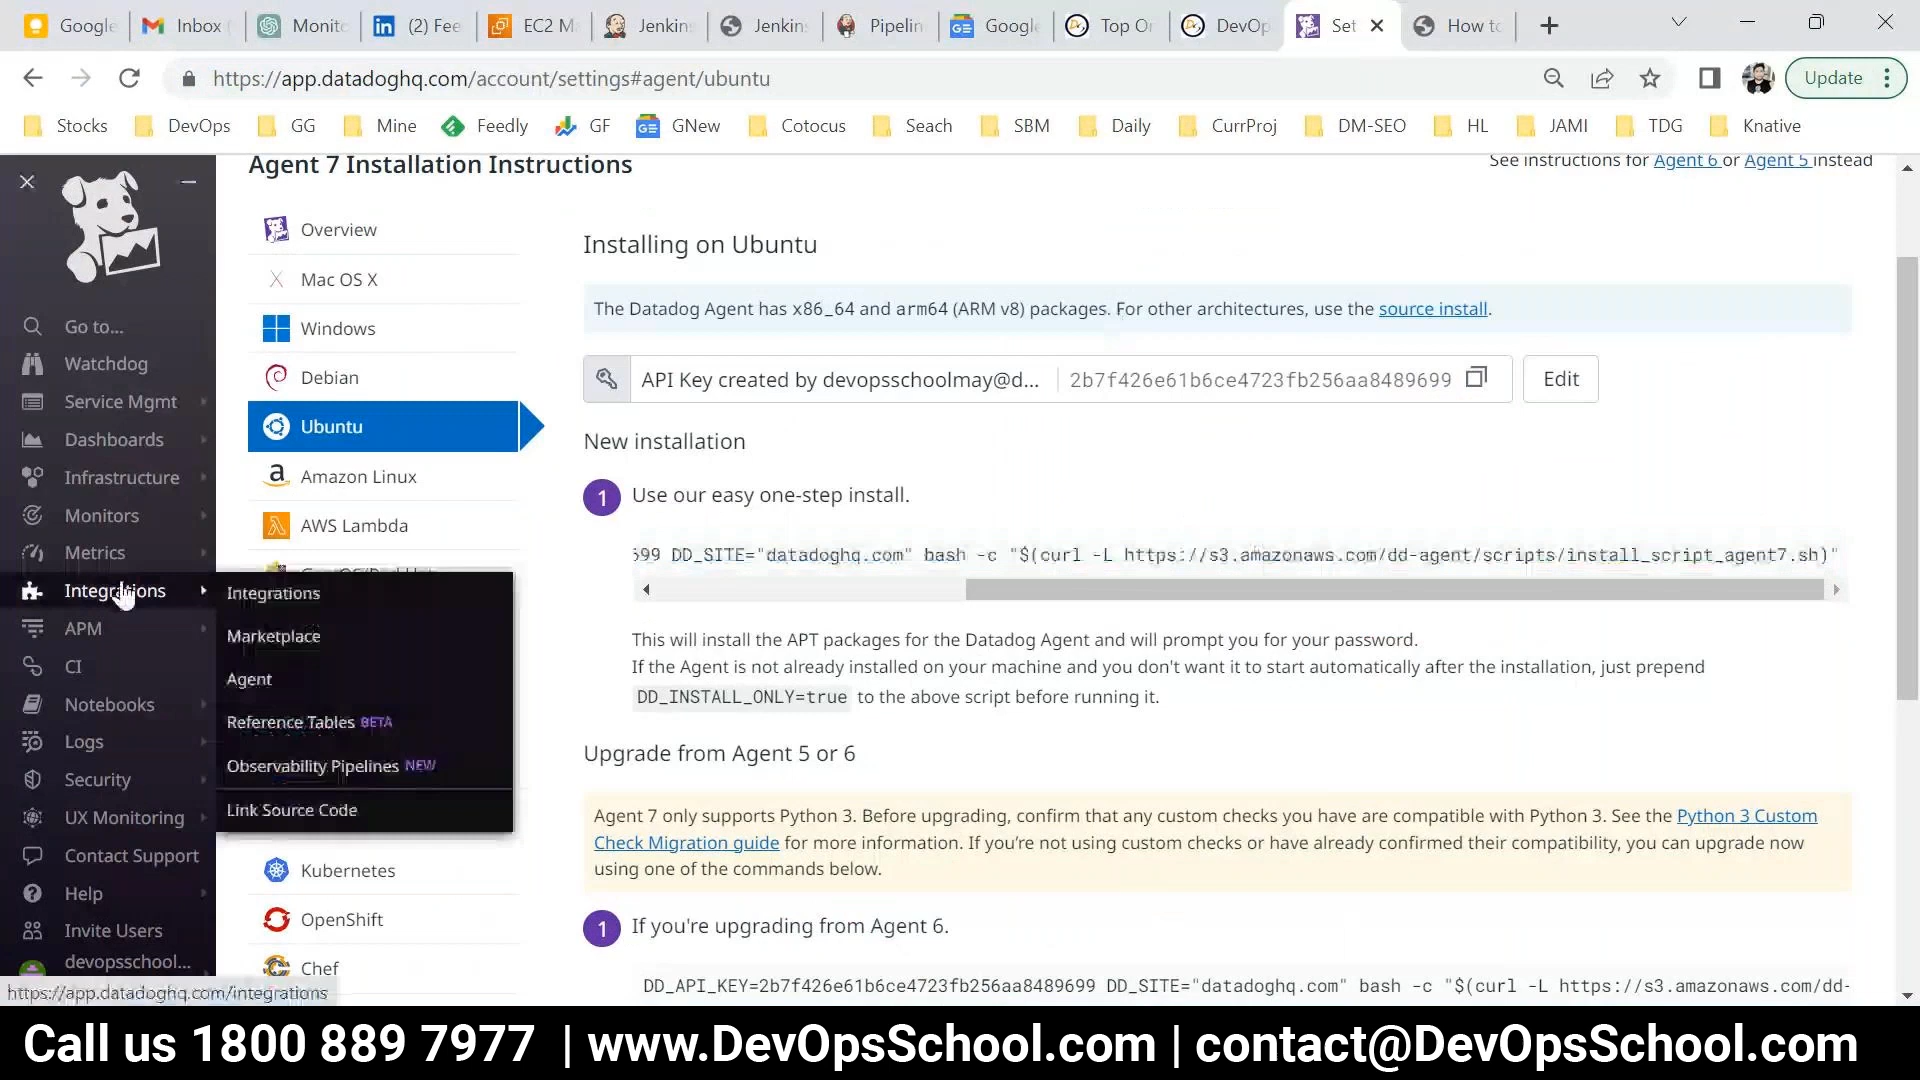 Google
Inbox
Monito
(2) Fee
EC2 M
Jenkin
Jenkin
Pipelin
Google
Top Or
DevOp
Set
How to
https://app.datadoghq.com/account/settings#agent/ubuntu
Update
Stocks
DevOps
GG
Mine
Feedly
GF
GNew
Cotocus
Seach
SBM
Daily
CurrProj
DM-SEO
HL
JAMI
TDG
Knative
Agent 7 Installation Instructions
See instructions for Agent 6 or Agent 5 instead
Go to...
Watchdog
Service Mgmt
Dashboards
Infrastructure
Monitors
Metrics
Integrations
APM
CI
Notebooks
Logs
Security
UX Monitoring
Contact Support
Help
Invite Users
devopsschool...
Integrations
Marketplace
Agent
Reference Tables BETA
Observability Pipelines NEW
Link Source Code
https://app.datadoghq.com/integrations
Overview
Mac OS X
Windows
Debian
Ubuntu
Amazon Linux
AWS Lambda
Kubernetes
OpenShift
Chef
Installing on Ubuntu
The Datadog Agent has x86_64 and arm64 (ARM v8) packages. For other architectures, use the source install.
API Key created by devopsschoolmay@d...
2b7f426e61b6ce4723fb256aa8489699
Edit
New installation
1 Use our easy one-step install.
699 DD_SITE="datadoghq.com" bash -c "$(curl -L https://s3.amazonaws.com/dd-agent/scripts/install_script_agent7.sh)"
This will install the APT packages for the Datadog Agent and will prompt you for your password.
If the Agent is not already installed on your machine and you don't want it to start automatically after the installation, just prepend
DD_INSTALL_ONLY=true to the above script before running it.
Upgrade from Agent 5 or 6
Agent 7 only supports Python 3. Before upgrading, confirm that any custom checks you have are compatible with Python 3. See the Python 3 Custom
Check Migration guide for more information. If you're not using custom checks or have already confirmed their compatibility, you can upgrade now
using one of the commands below.
1 If you're upgrading from Agent 6.
DD_API_KEY=2b7f426e61b6ce4723fb256aa8489699 DD_SITE="datadoghq.com" bash -c "$(curl -L https://s3.amazonaws.com/dd-
Call us 1800 889 7977 | www.DevOpsSchool.com | contact@DevOpsSchool.com